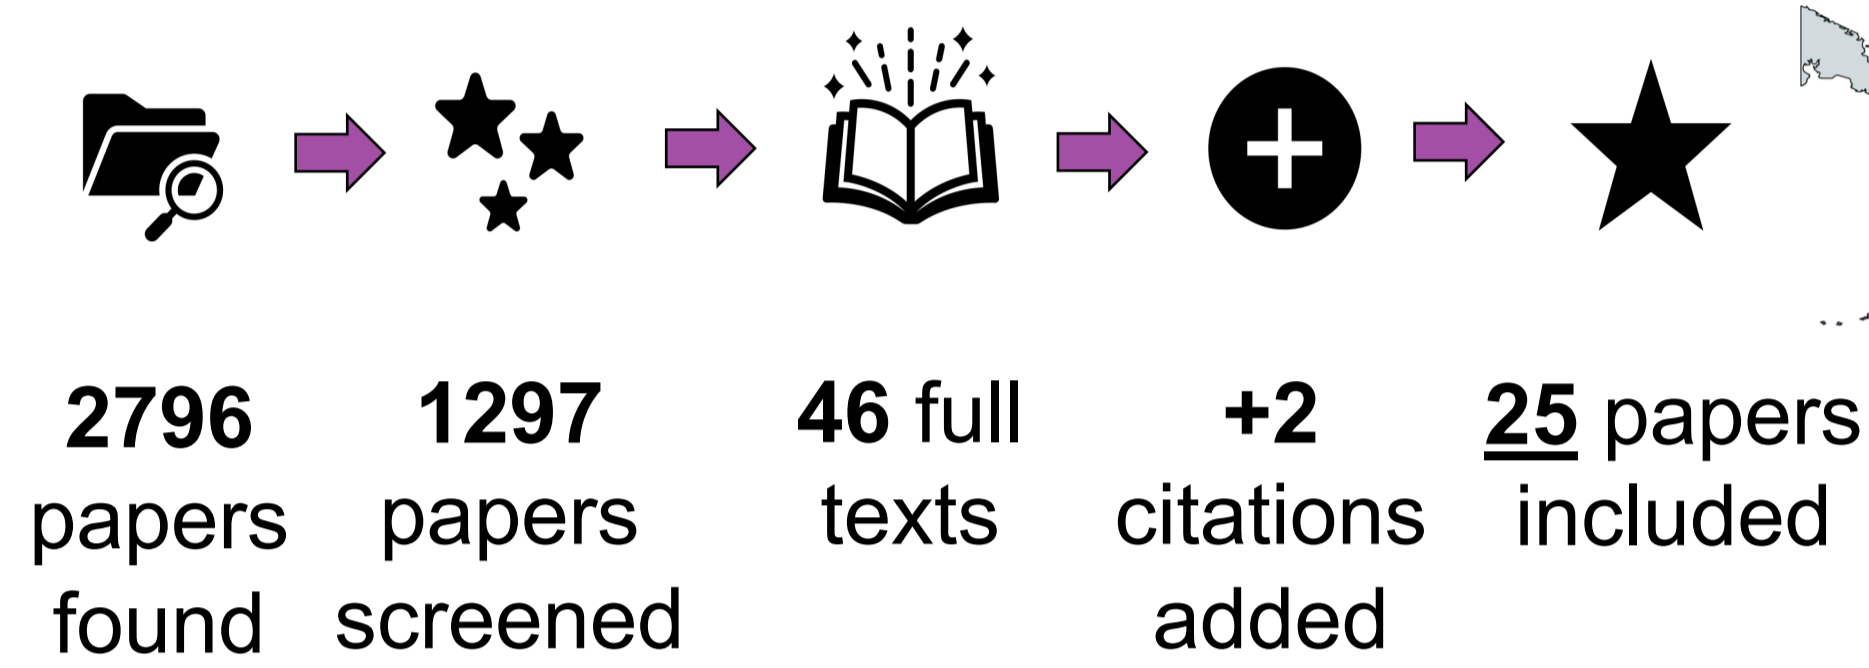 2796
papers
found
1297
papers
screened
46 full
texts
+2
citations
added
25 papers
included